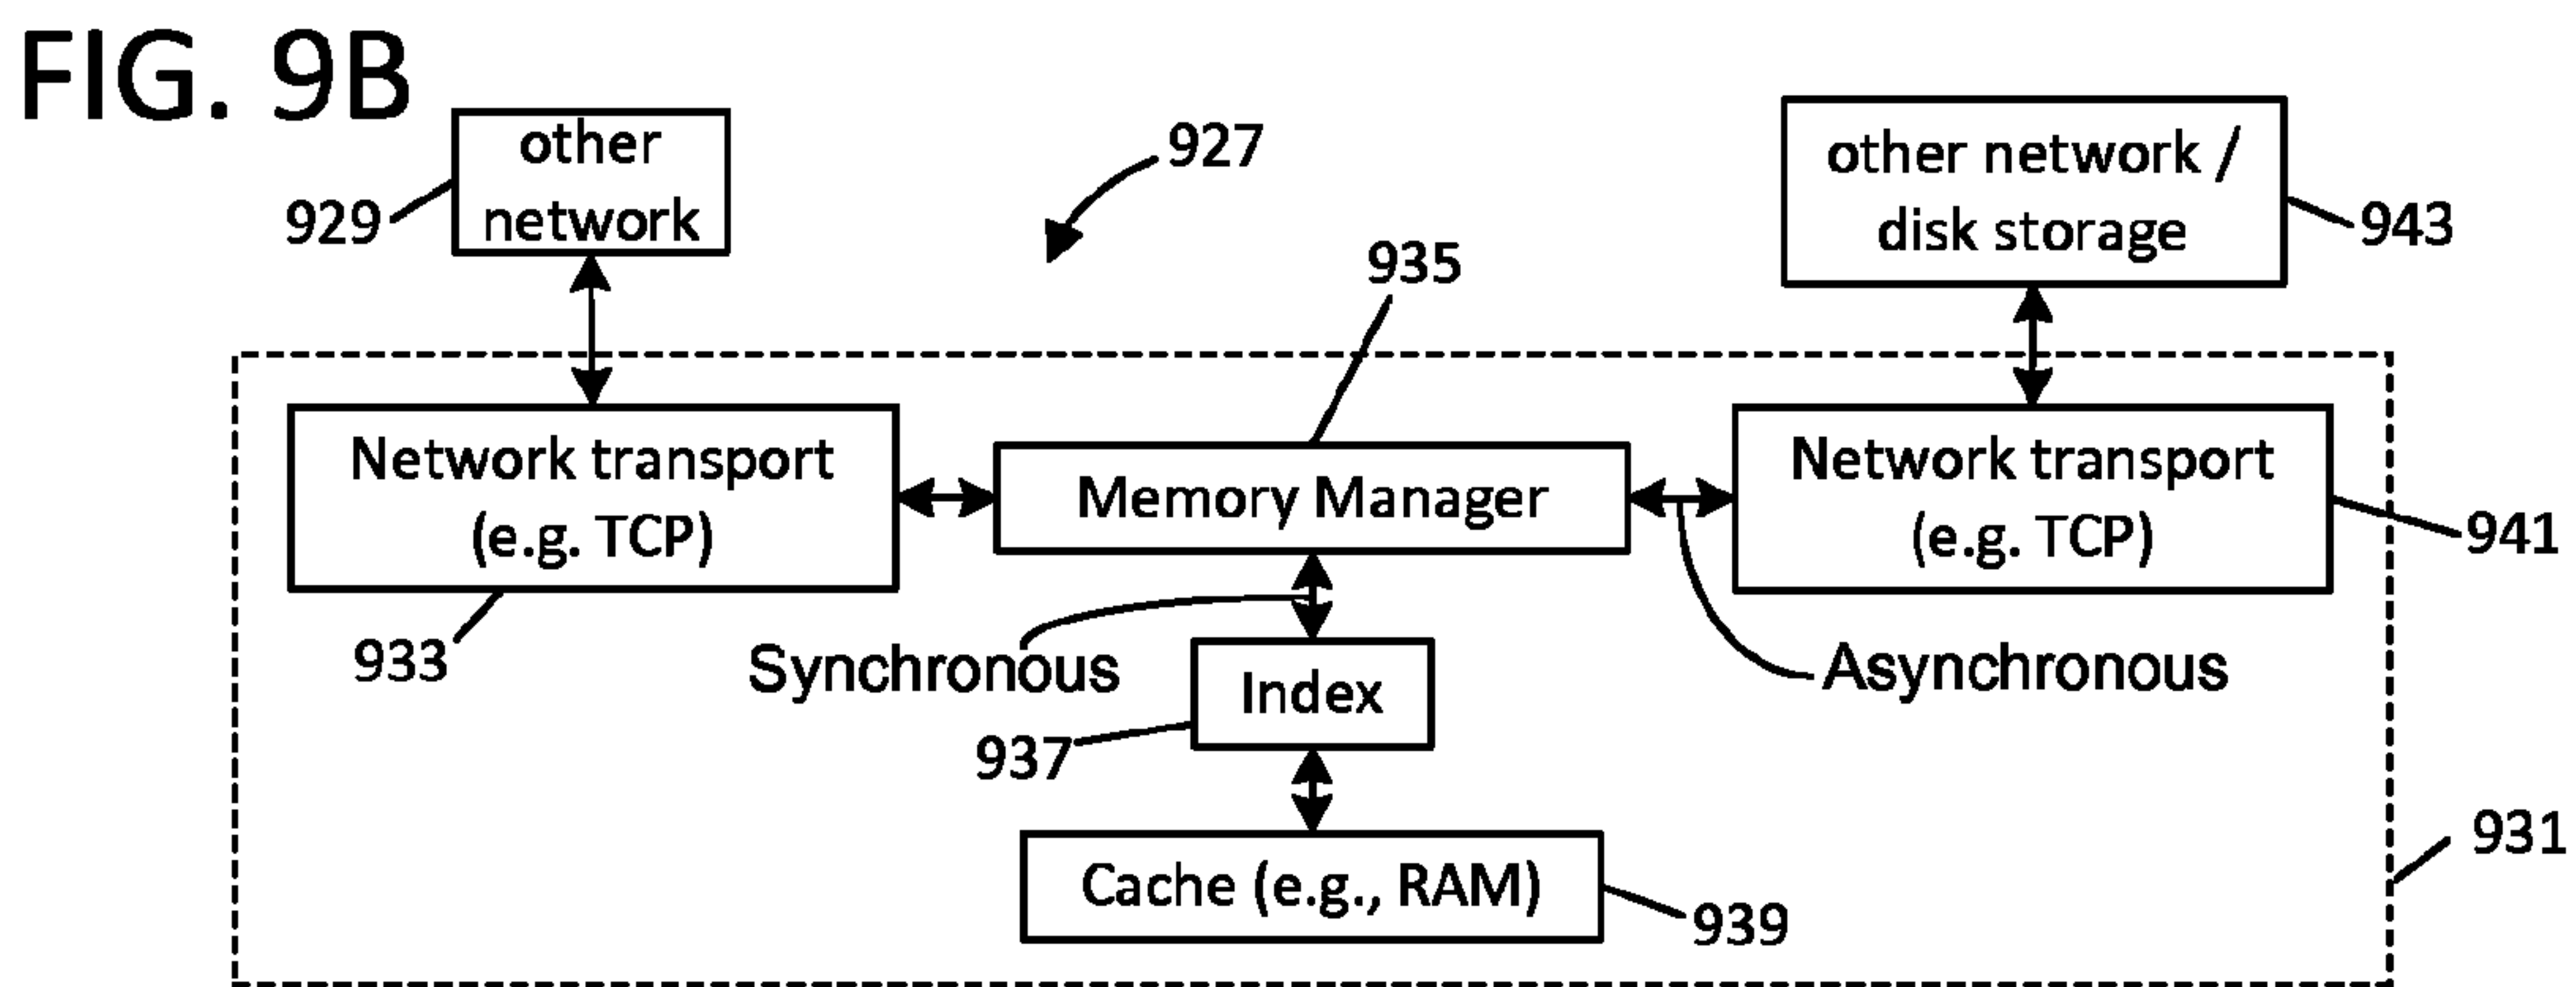 FIG. 9B
other
network
929
927
other network /
disk storage
943
935
Network transport
(e.g. TCP)
933
Memory Manager
Network transport
(e.g. TCP)
941
Synchronous
Asynchronous
Index
937
Cache (e.g., RAM)
939
931